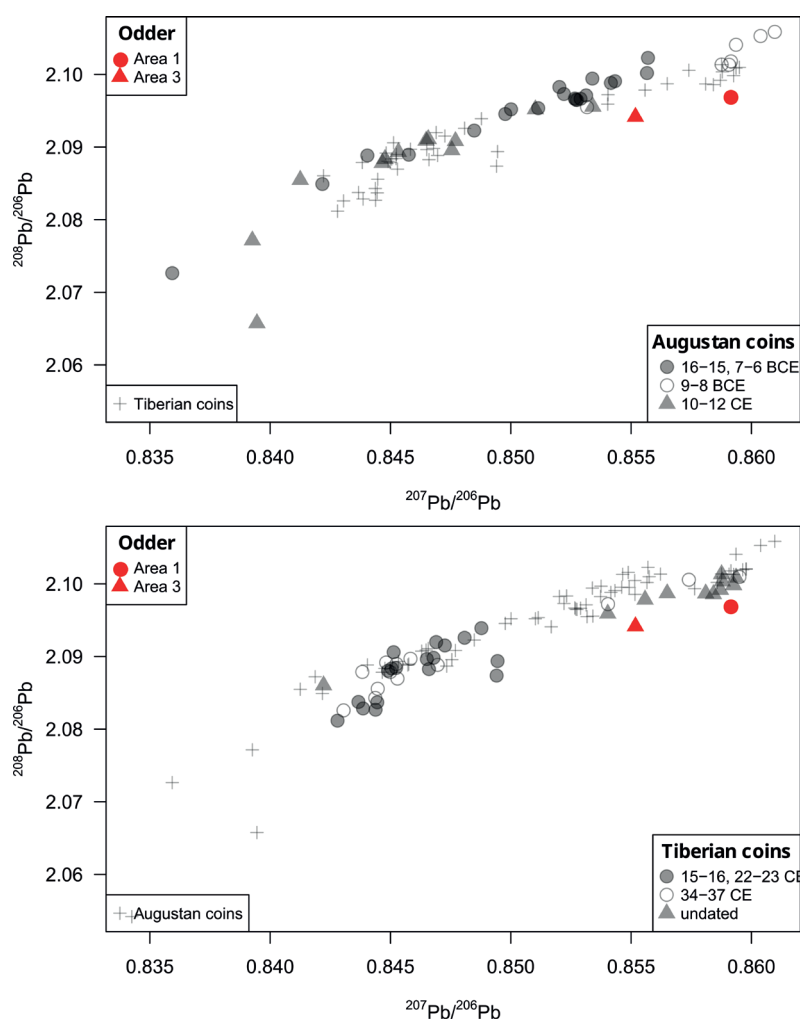 Odder
Area 1
Area 3
2.10
2.09
2.08
2.07
2.06
208Pb/206Pb
Augustan coins
16−15, 7−6 BCE
9−8 BCE
10−12 CE
Tiberian coins
0.835 0.840 0.845 0.850 0.855 0.860
207Pb/206Pb
Odder
Area 1
Area 3
2.10
2.09
2.08
2.07
2.06
208Pb/206Pb
Tiberian coins
15−16, 22−23 CE
34−37 CE
undated
Augustan coins
0.835 0.840 0.845 0.850 0.855 0.860
207Pb/206Pb